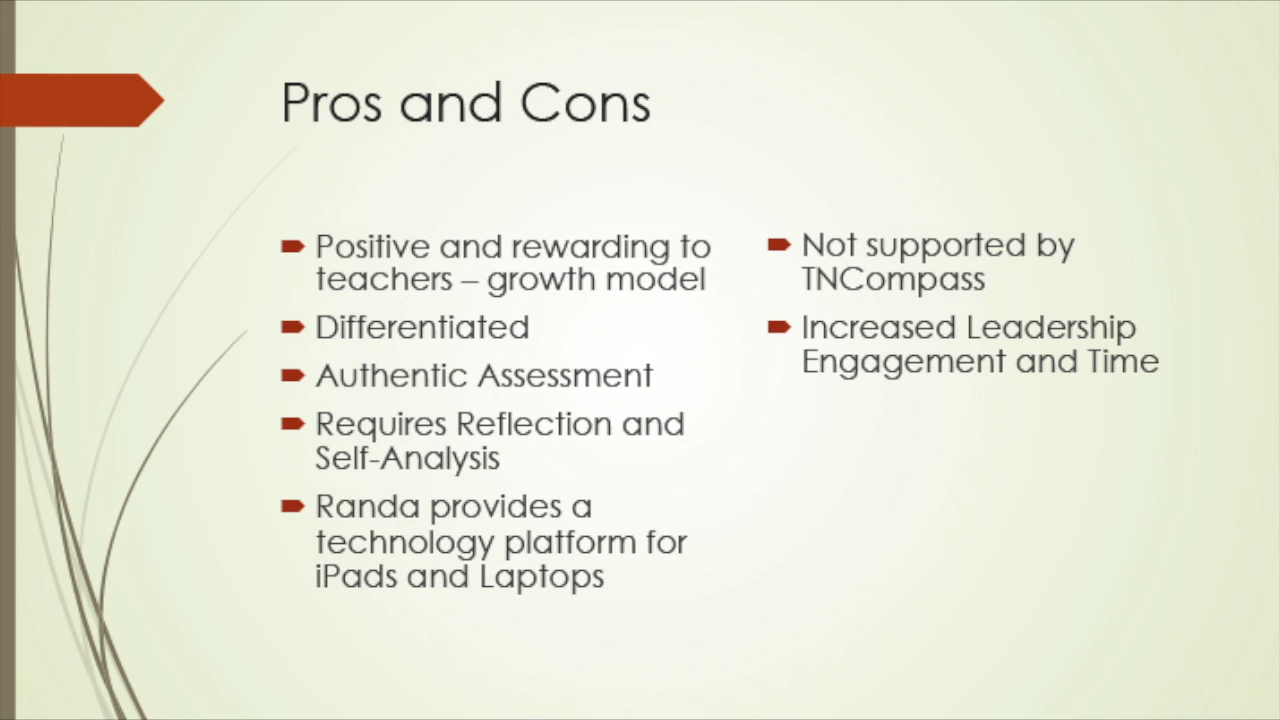 Pros and Cons
Positive and rewarding to
teachers – growth model
Differentiated
Authentic Assessment
Requires Reflection and
Self-Analysis
Randa provides a
technology platform for
iPads and Laptops
Not supported by
TNCompass
Increased Leadership
Engagement and Time